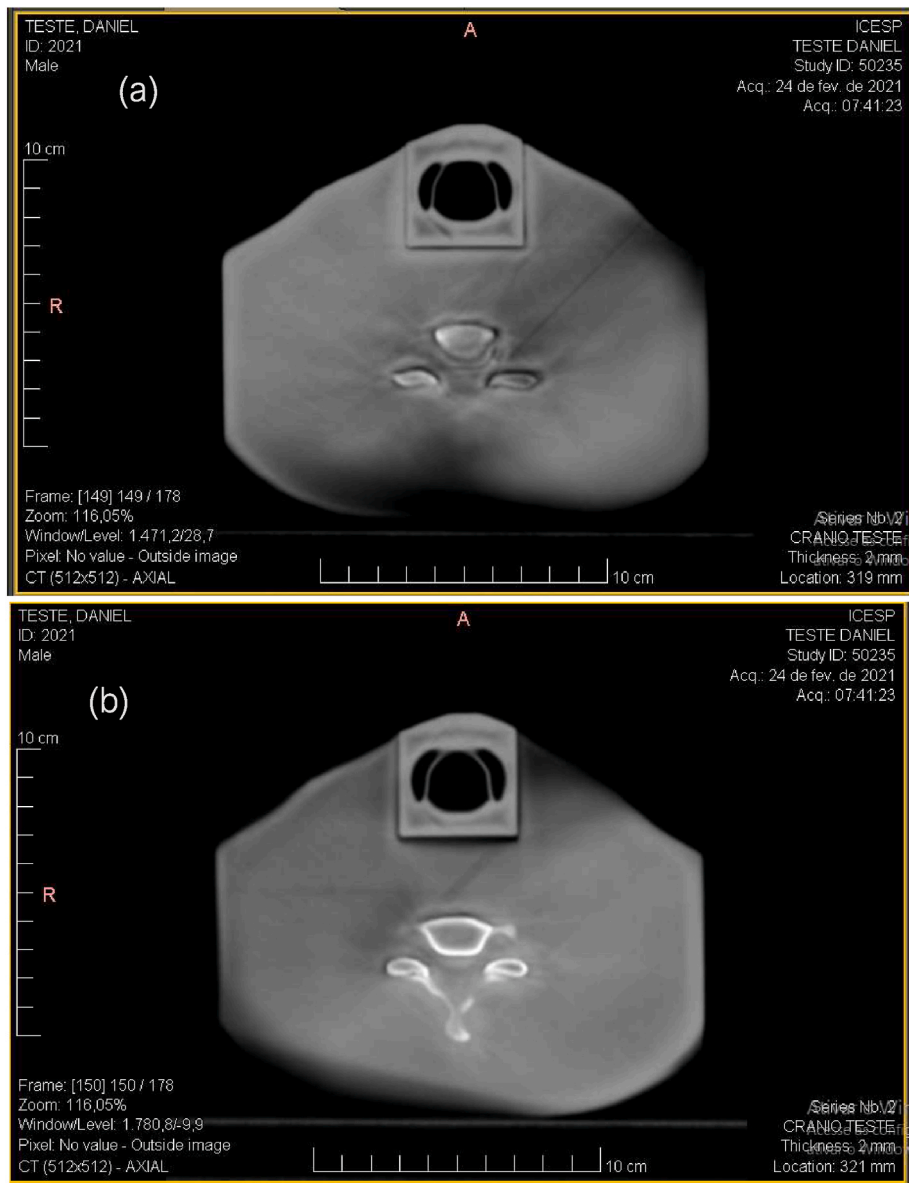 TESTE, DANIEL
ID: 2021
Male
(a)
A
ICESP
TESTE DANIEL
Study ID: 50235
Acq.: 24 de fev. de 2021
Acq.: 07:41:23
10 cm
R
Frame: [149] 149 / 178
Zoom: 116,05%
Window/Level: 1.471,2/28,7
Pixel: No value - Outside image
CT (512x512) - AXIAL
10 cm
Series Nb: 2
CRANIO TESTE
Thickness: 2 mm
Location: 319 mm
TESTE, DANIEL
ID: 2021
Male
(b)
A
ICESP
TESTE DANIEL
Study ID: 50235
Acq.: 24 de fev. de 2021
Acq.: 07:41:23
10 cm
R
Frame: [150] 150 / 178
Zoom: 116,05%
Window/Level: 1.780,8/-9,9
Pixel: No value - Outside image
CT (512x512) - AXIAL
10 cm
Series Nb: 2
CRANIO TESTE
Thickness: 2 mm
Location: 321 mm